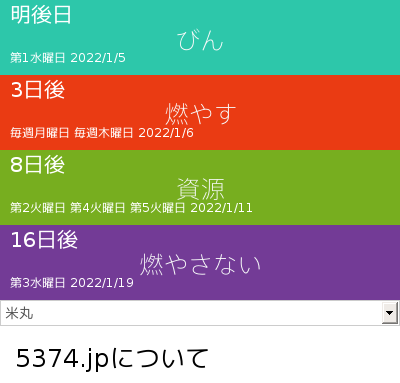 明後日
びん
第1水曜日 2022/1/5
3日後
燃やす
毎週月曜日 毎週木曜日 2022/1/6
8日後
資源
第2火曜日 第4火曜日 第5火曜日 2022/1/11
16日後
燃やさない
第3水曜日 2022/1/19
米丸
5374.jpについて